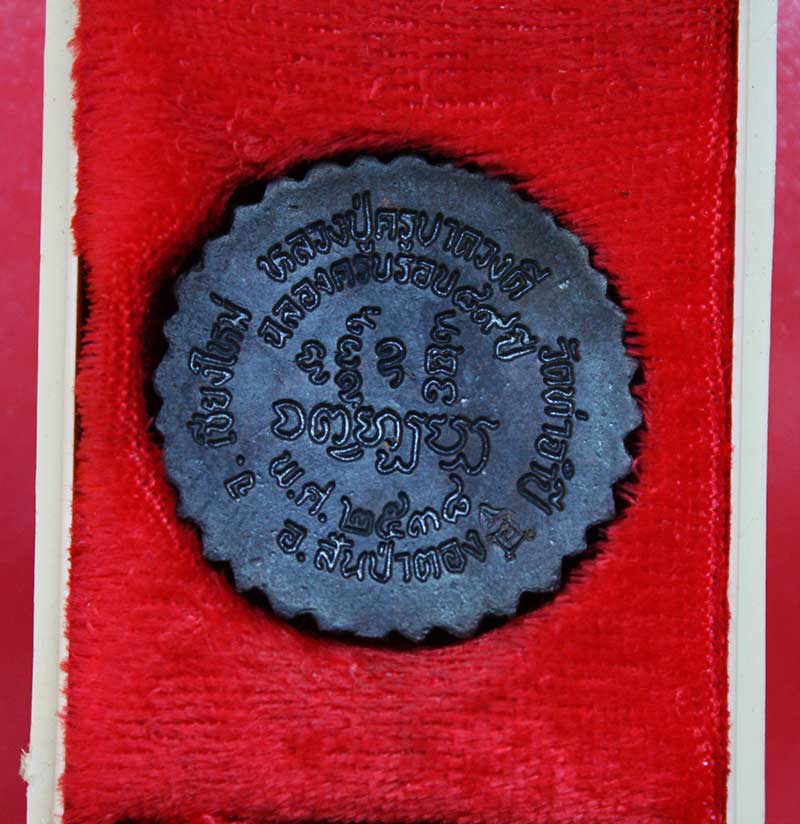 หลวงปู่ครูบาดวงดี
ฉลองครบรอบ ๘๙ ปี
วัดท่าจำปี
พ.ศ. ๒๕๓๘
อ. สันป่าตอง
จ. เชียงใหม่